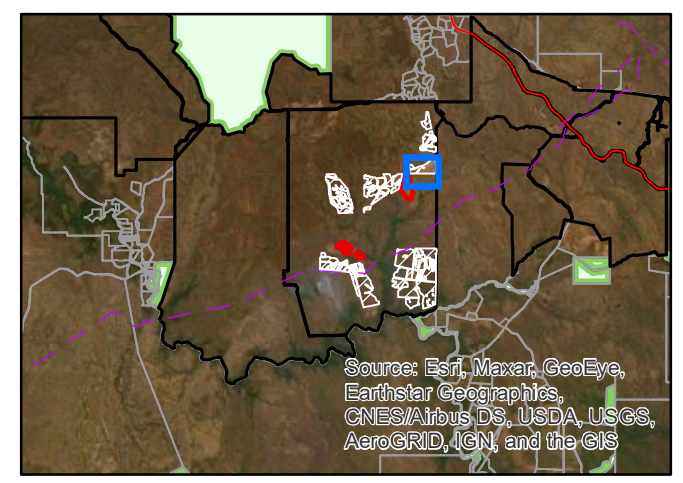 Source: Esri, Maxar, GeoEye,
Earthstar Geographics,
CNES/Airbus DS, USDA, USGS,
AeroGRID, IGN, and the GIS